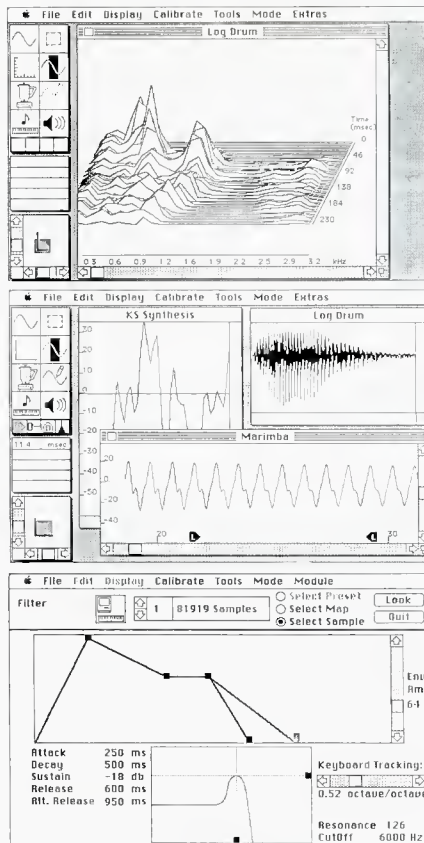 File Edit Display Calibrate Tools Mode Extras
Log Drum
Time
(msec)
0
46
92
138
184
230
0.3 0.6 0.9 1.2 1.6 1.9 2.2 2.5 2.9 3.2 kHz
File Edit Display Calibrate Tools Mode Extras
KS Synthesis
Log Drum
30
20
10
0
-10
-20
-30
-40
-50
11.4 msec
Marimba
20
0
-20
-40
20
L
L
30
File Edit Display Calibrate Tools Mode Module
Filter
1 81919 Samples
Select Preset
Select Map
Select Sample
Look
Quit
64
Attack 250 ms
Decay 500 ms
Sustain -18 db
Release 600 ms
Alt. Release 950 ms
Keyboard Tracking:
0.52 octave/octave
Resonance 126
CutOff 6000 Hz